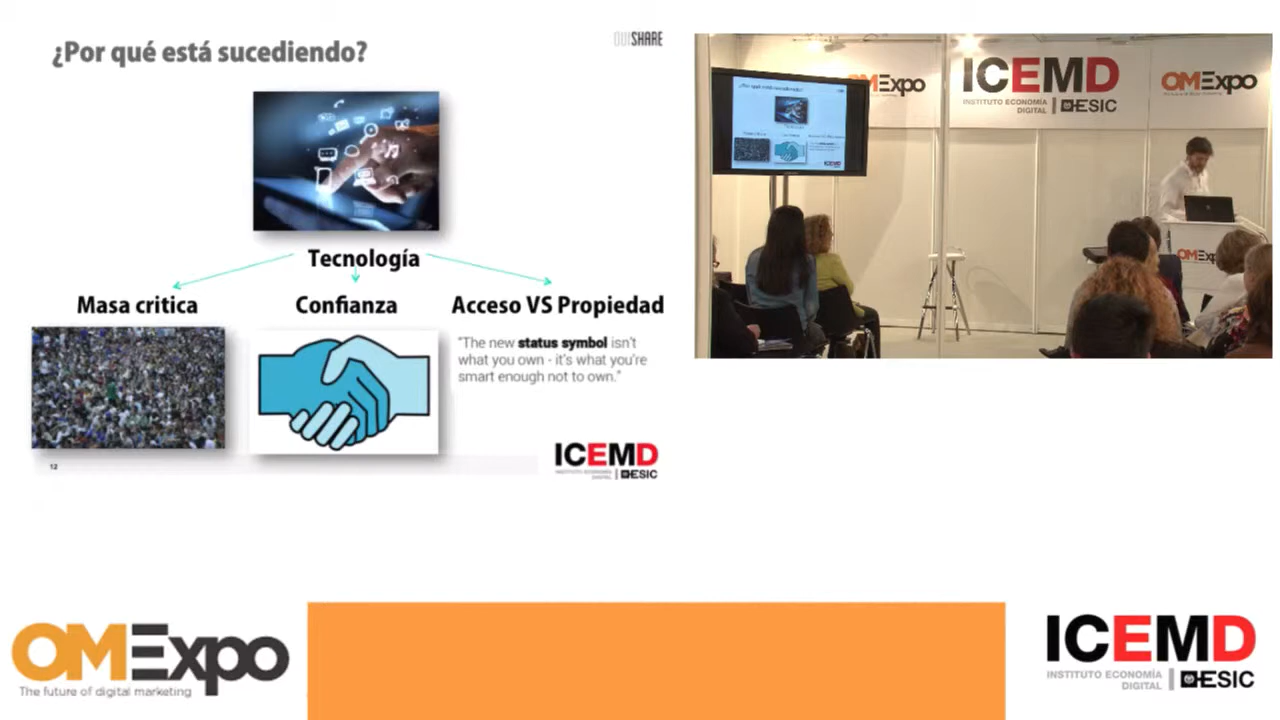 ¿Por qué está sucediendo?
OUISHARE
Tecnología
Masa critica
Confianza
Acceso VS Propiedad
"The new status symbol isn't
what you own - it's what you're
smart enough not to own."
12
ICEMD
INSTITUTO ECONOMÍA
DIGITAL
ESIC
OMExpo
ICEMD
INSTITUTO ECONOMÍA
DIGITAL
ESIC
OMExpo
ICEMD
OMExpo
OMExpo
The future of digital marketing
ICEMD
INSTITUTO ECONOMÍA
DIGITAL
ESIC